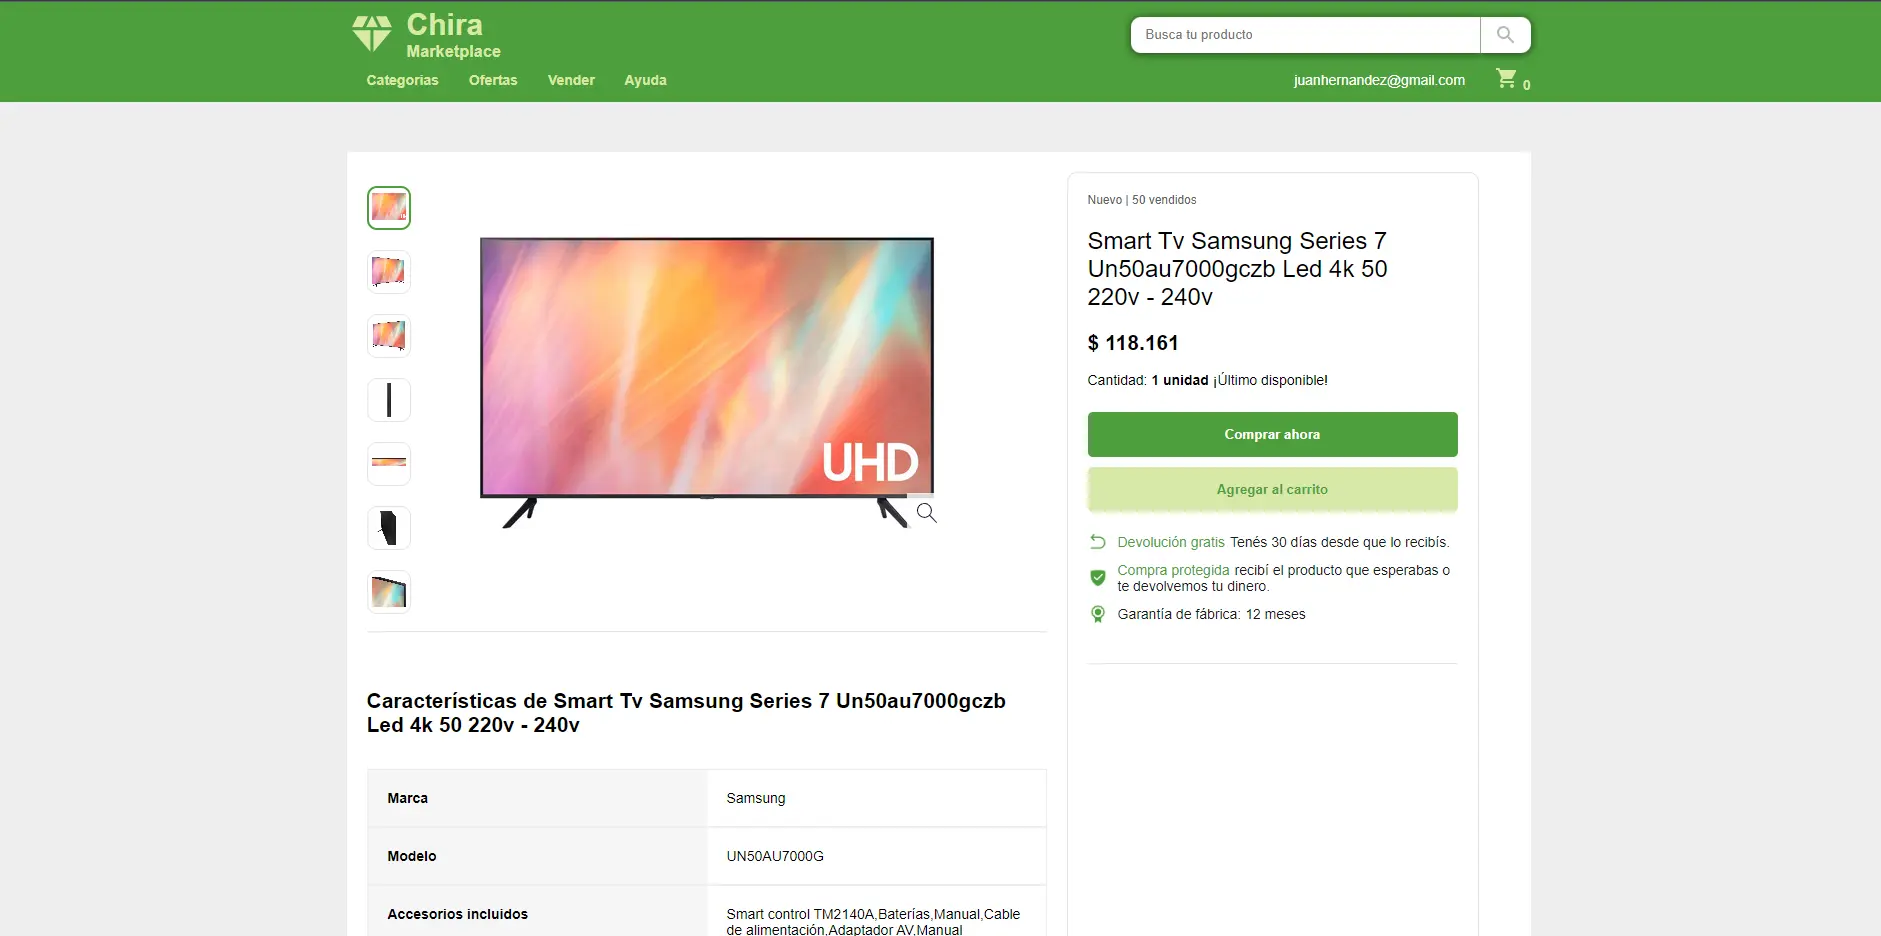 Chira
Marketplace
Busca tu producto
Categorias
Ofertas
Vender
Ayuda
juanhernandez@gmail.com
0
UHD
Nuevo | 50 vendidos
Smart Tv Samsung Series 7
Un50au7000gczb Led 4k 50
220v - 240v
$ 118.161
Cantidad: 1 unidad ¡Último disponible!
Comprar ahora
Agregar al carrito
Devolución gratis Tenés 30 días desde que lo recibís.
Compra protegida recibí el producto que esperabas o
te devolvemos tu dinero.
Garantía de fábrica: 12 meses
Características de Smart Tv Samsung Series 7 Un50au7000gczb
Led 4k 50 220v - 240v
Marca
Samsung
Modelo
UN50AU7000G
Accesorios incluidos
Smart control TM2140A,Baterías,Manual,Cable
de alimentación,Adaptador AV,Manual